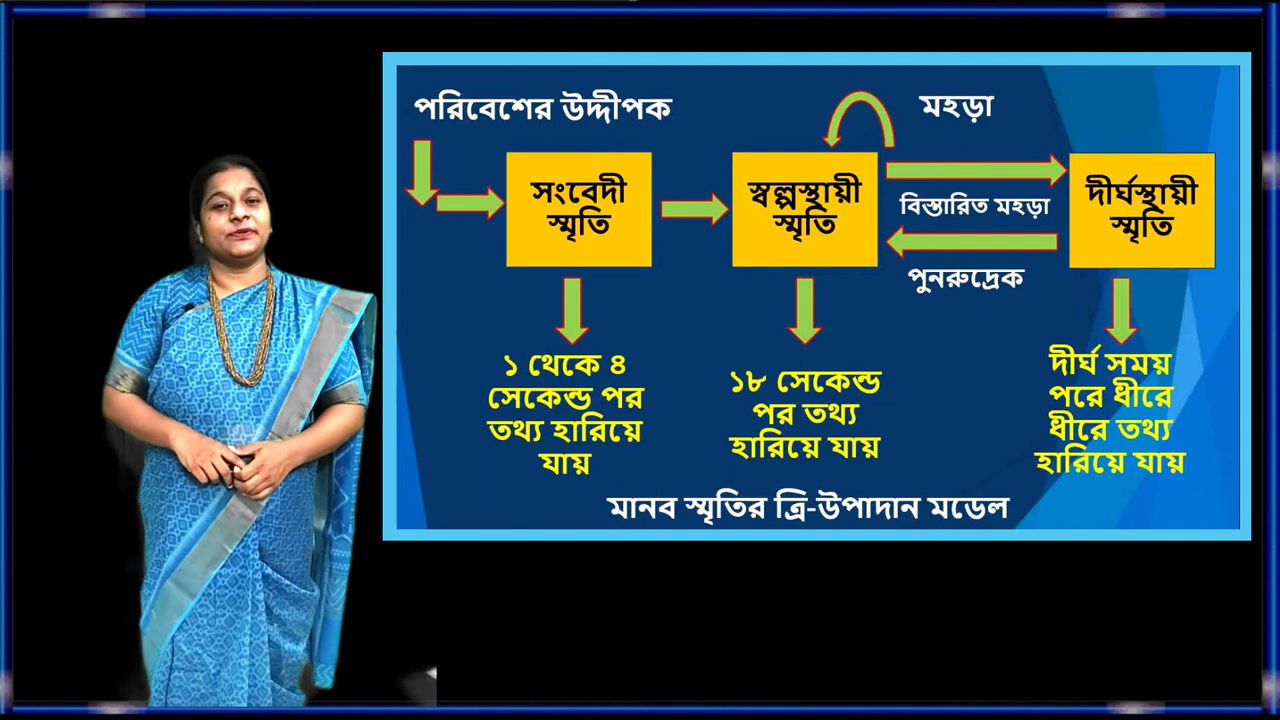 পরিবেশের উদ্দীপক
মহড়া
সংবেদী
স্মৃতি
স্বল্পস্থায়ী
স্মৃতি
দীর্ঘস্থায়ী
স্মৃতি
বিস্তারিত মহড়া
পুনরুদ্রেক
১ থেকে ৪
সেকেন্ড পর
তথ্য হারিয়ে
যায়
১৮ সেকেন্ড
পর তথ্য
হারিয়ে যায়
দীর্ঘ সময়
পরে ধীরে
ধীরে তথ্য
হারিয়ে যায়
মানব স্মৃতির ত্রি-উপাদান মডেল